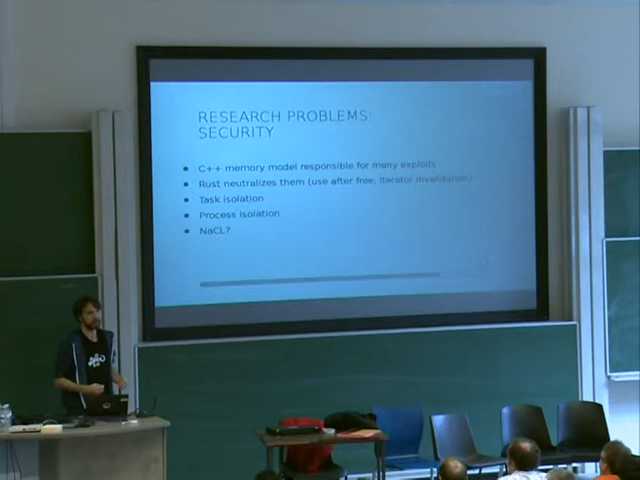 RESEARCH PROBLEMS:
SECURITY
C++ memory model responsible for many exploits
Rust neutralizes them (use after free, iterator invalidation)
Task isolation
Process isolation
NaCL?